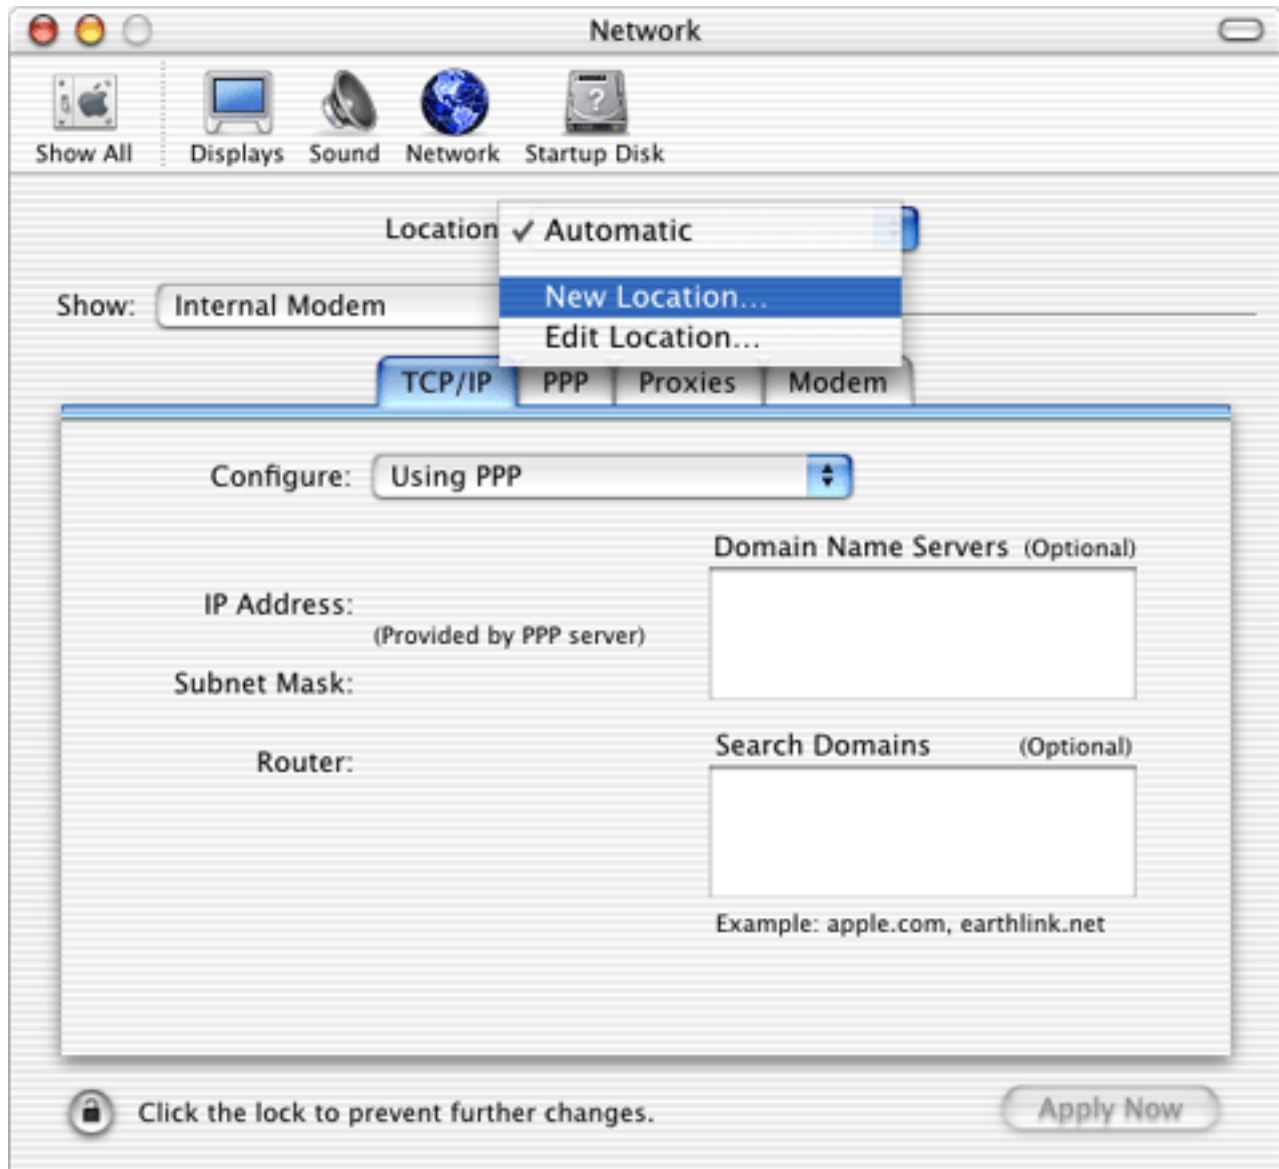 Network
Show All
Displays
Sound
Network
Startup Disk
Location
✓ Automatic
New Location...
Edit Location...
Show: Internal Modem
TCP/IP
PPP
Proxies
Modem
Configure: Using PPP
Domain Name Servers (Optional)
IP Address:
(Provided by PPP server)
Subnet Mask:
Search Domains (Optional)
Router:
Example: apple.com, earthlink.net
Click the lock to prevent further changes.
Apply Now